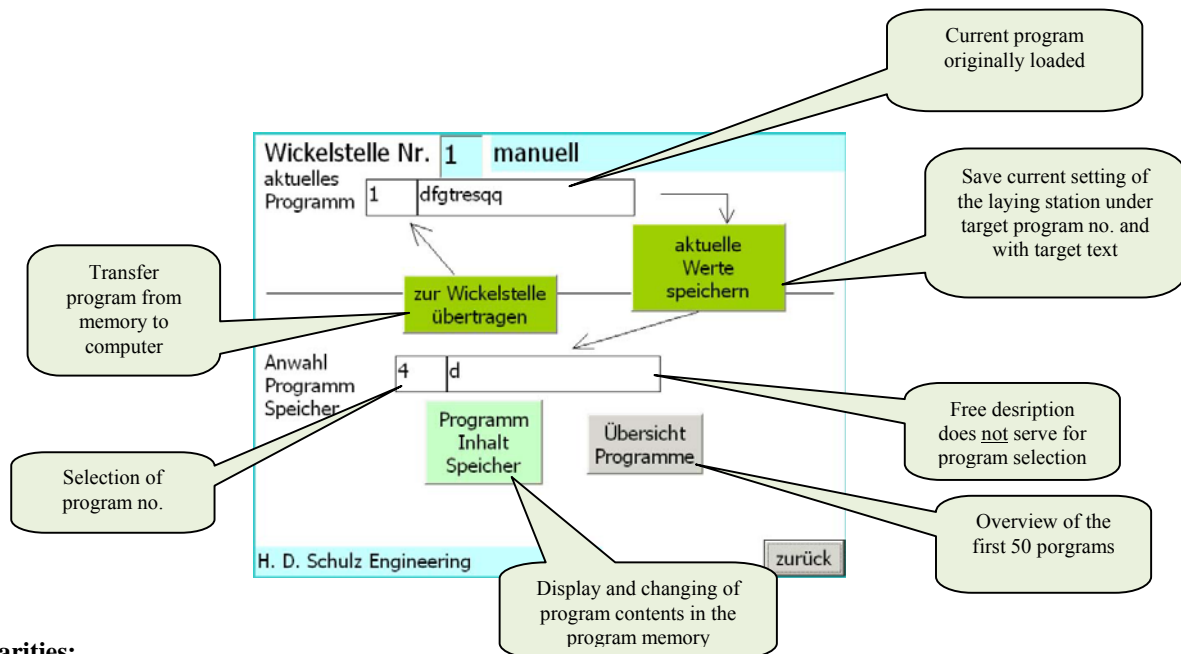 Current program
originally loaded
Wickelstelle Nr. 1 manuell
aktuelles
Programm
1 dfgtresqq
Save current setting of
the laying station under
target program no. and
with target text
aktuelle
Werte
speichern
Transfer
program from
memory to
computer
zur Wickelstelle
übertragen
Anwahl
Programm
Speicher
4 d
Free desription
does not serve for
program selection
Programm
Inhalt
Speicher
Übersicht
Programme
Selection of
program no.
Overview of the
first 50 porgrams
H. D. Schulz Engineering
zurück
Display and changing of
program contents in the
program memory
arities: